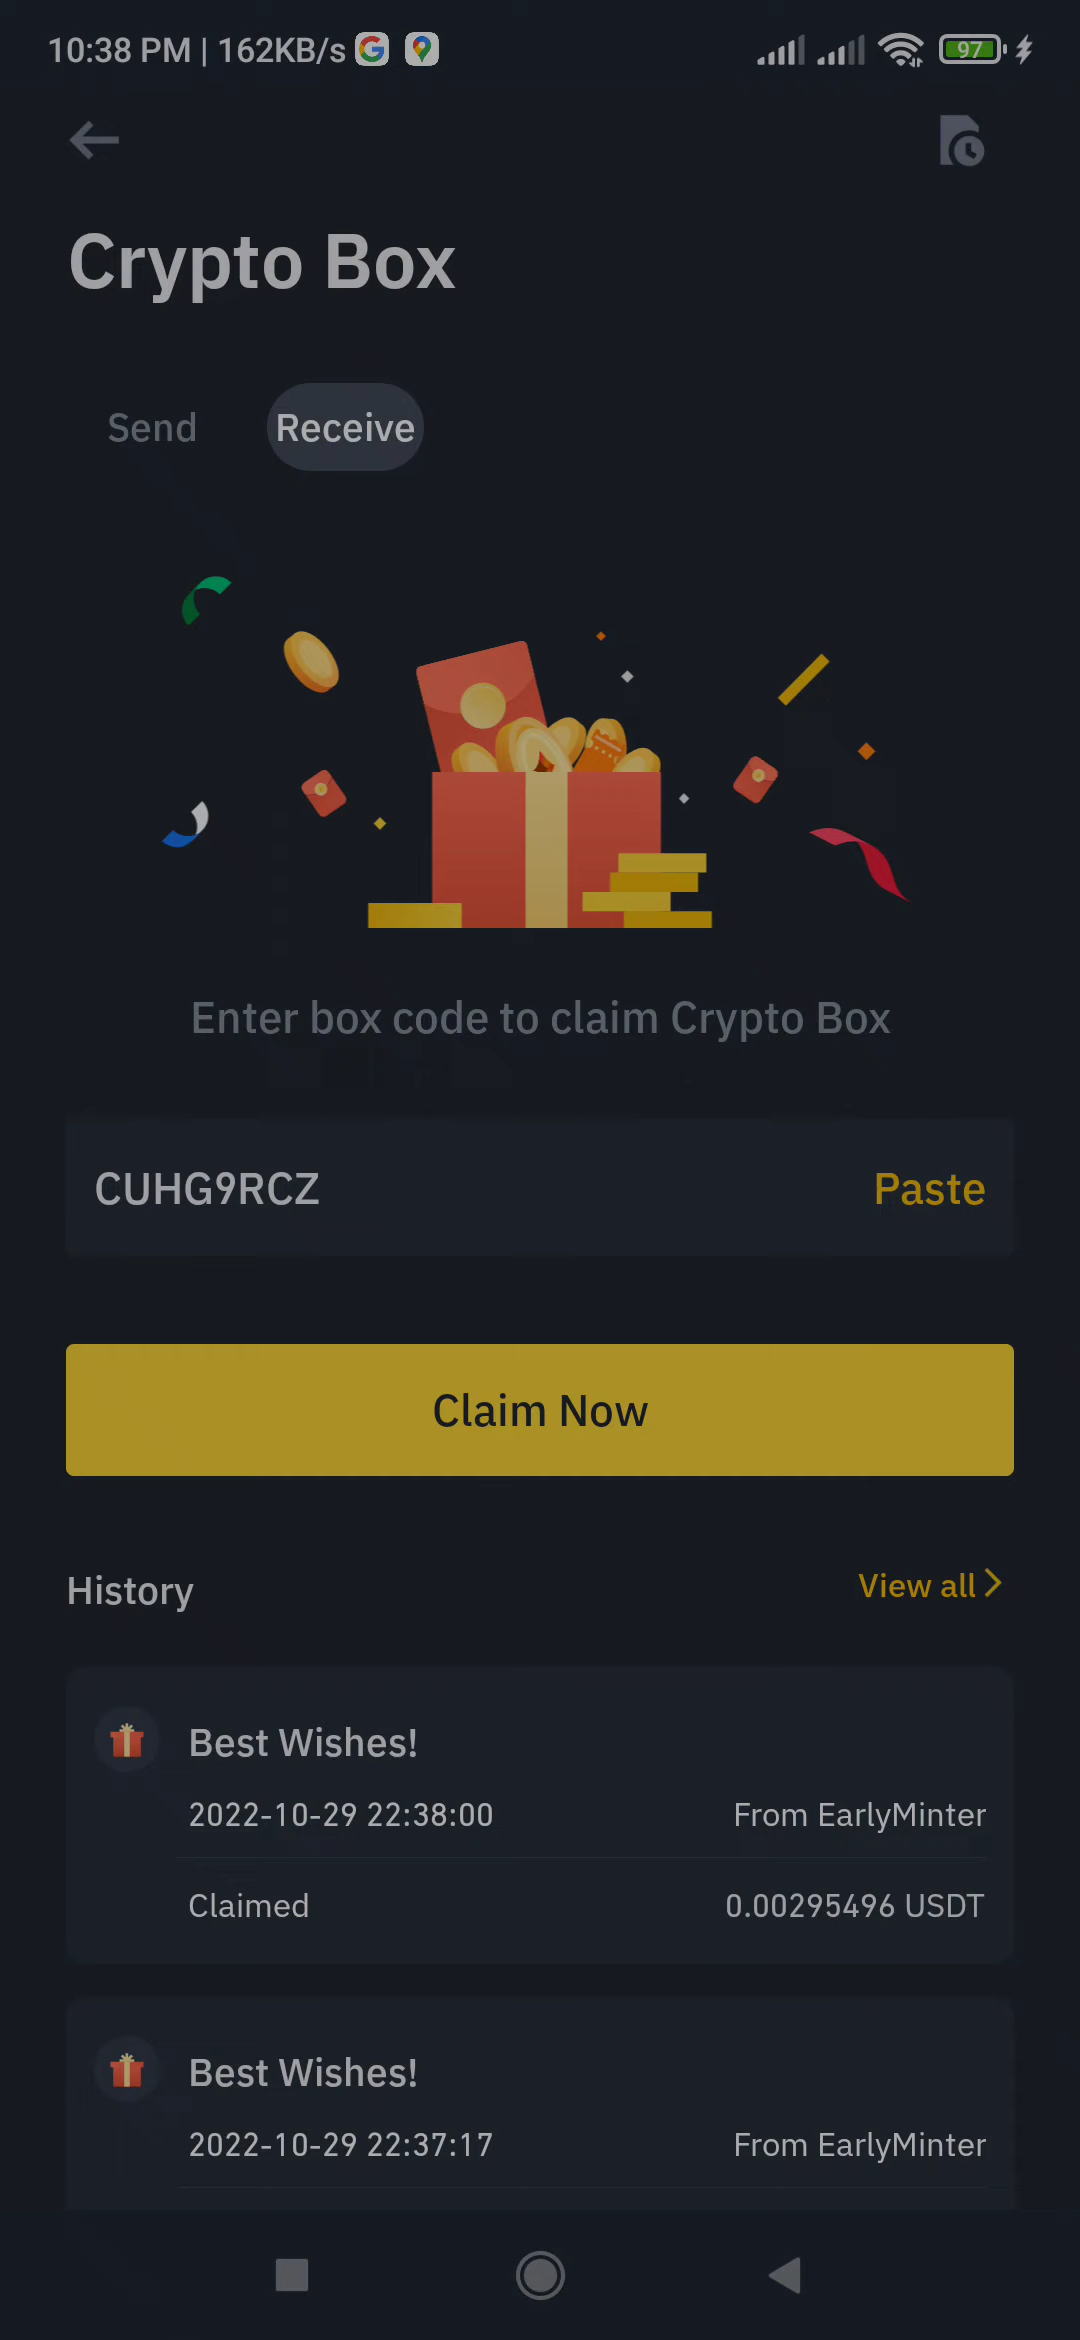 10:38 PM | 162KB/s 97
Crypto Box
Send Receive
Enter box code to claim Crypto Box
CUHG9RCZ Paste
Claim Now
History View all
Best Wishes!
2022-10-29 22:38:00 From EarlyMinter
Claimed 0.00295496 USDT
Best Wishes!
2022-10-29 22:37:17 From EarlyMinter